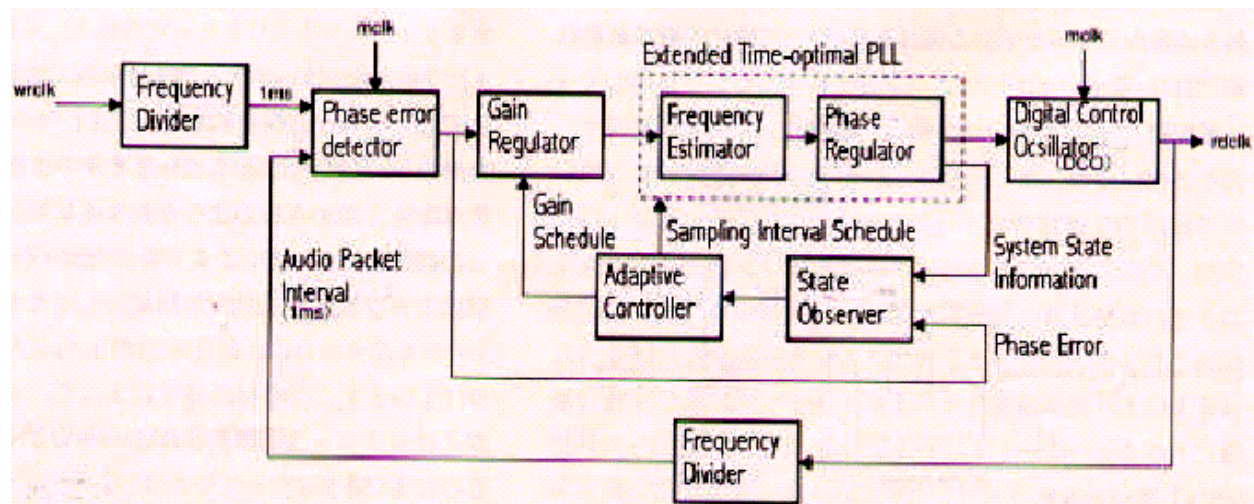 mclk
mclk
Extended Time-optimal PLL
wrclk
Frequency
Divider
1ms
Phase error
detector
Gain
Regulator
Frequency
Estimator
Phase
Regulator
Digital Control
Ocsillator
(DCO)
rdclk
Gain
Schedule
Sampling Interval Schedule
System State
Information
Audio Packet
Interval
(1ms)
Adaptive
Controller
State
Observer
Phase Error
Frequency
Divider